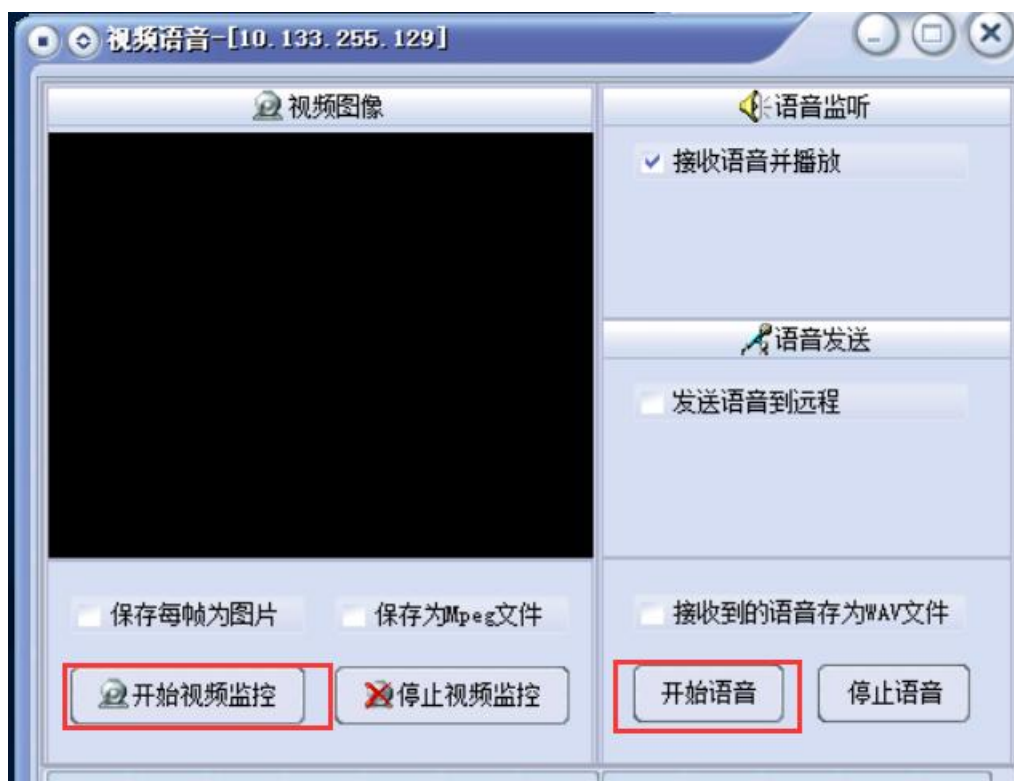 视频语音-[10.133.255.129]
视频图像
语音监听
接收语音并播放
语音发送
发送语音到远程
保存每帧为图片
保存为Mpeg文件
接收到的语音存为WAV文件
开始视频监控
停止视频监控
开始语音
停止语音